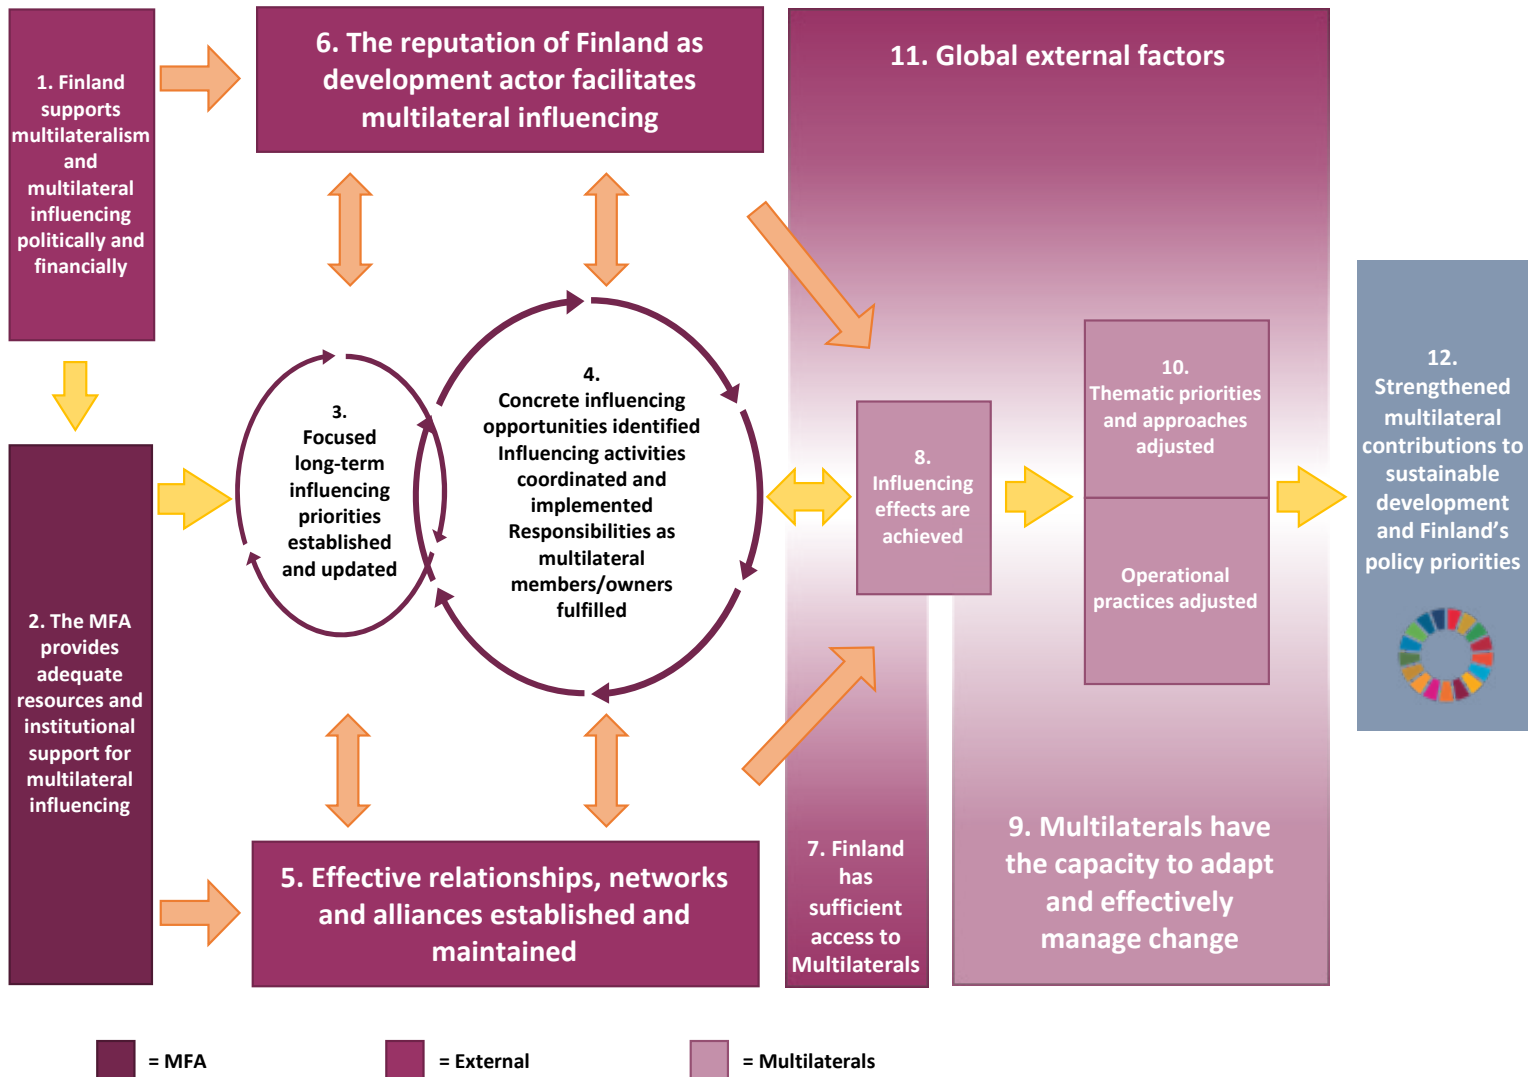 1. Finland
supports
multilateralism
and
multilateral
influencing
politically and
financially
2. The MFA
provides
adequate
resources and
institutional
support for
multilateral
influencing
3.
Focused
long-term
influencing
priorities
established
and updated
4.
Concrete influencing
opportunities identified
Influencing activities
coordinated and
implemented
Responsibilities as
multilateral
members/owners
fulfilled
5. Effective relationships, networks
and alliances established and
maintained
6. The reputation of Finland as
development actor facilitates
multilateral influencing
7. Finland
has
sufficient
access to
Multilaterals
8.
Influencing
effects are
achieved
9. Multilaterals have
the capacity to adapt
and effectively
manage change
10.
Thematic priorities
and approaches
adjusted
Operational
practices adjusted
11. Global external factors
12.
Strengthened
multilateral
contributions to
sustainable
development
and Finland’s
policy priorities
= MFA
= External
= Multilaterals